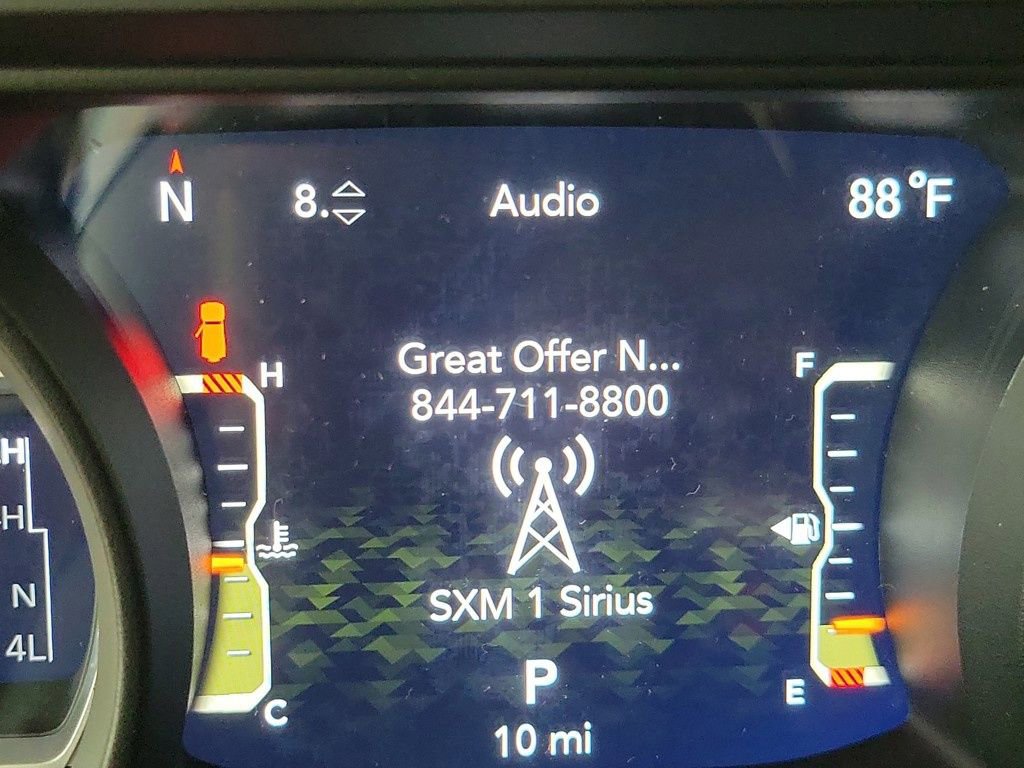 N
8.
Audio
88°F
H
F
Great Offer N...
844-711-8800
SXM 1 Sirius
P
E
C
10 mi
H
H
N
4L